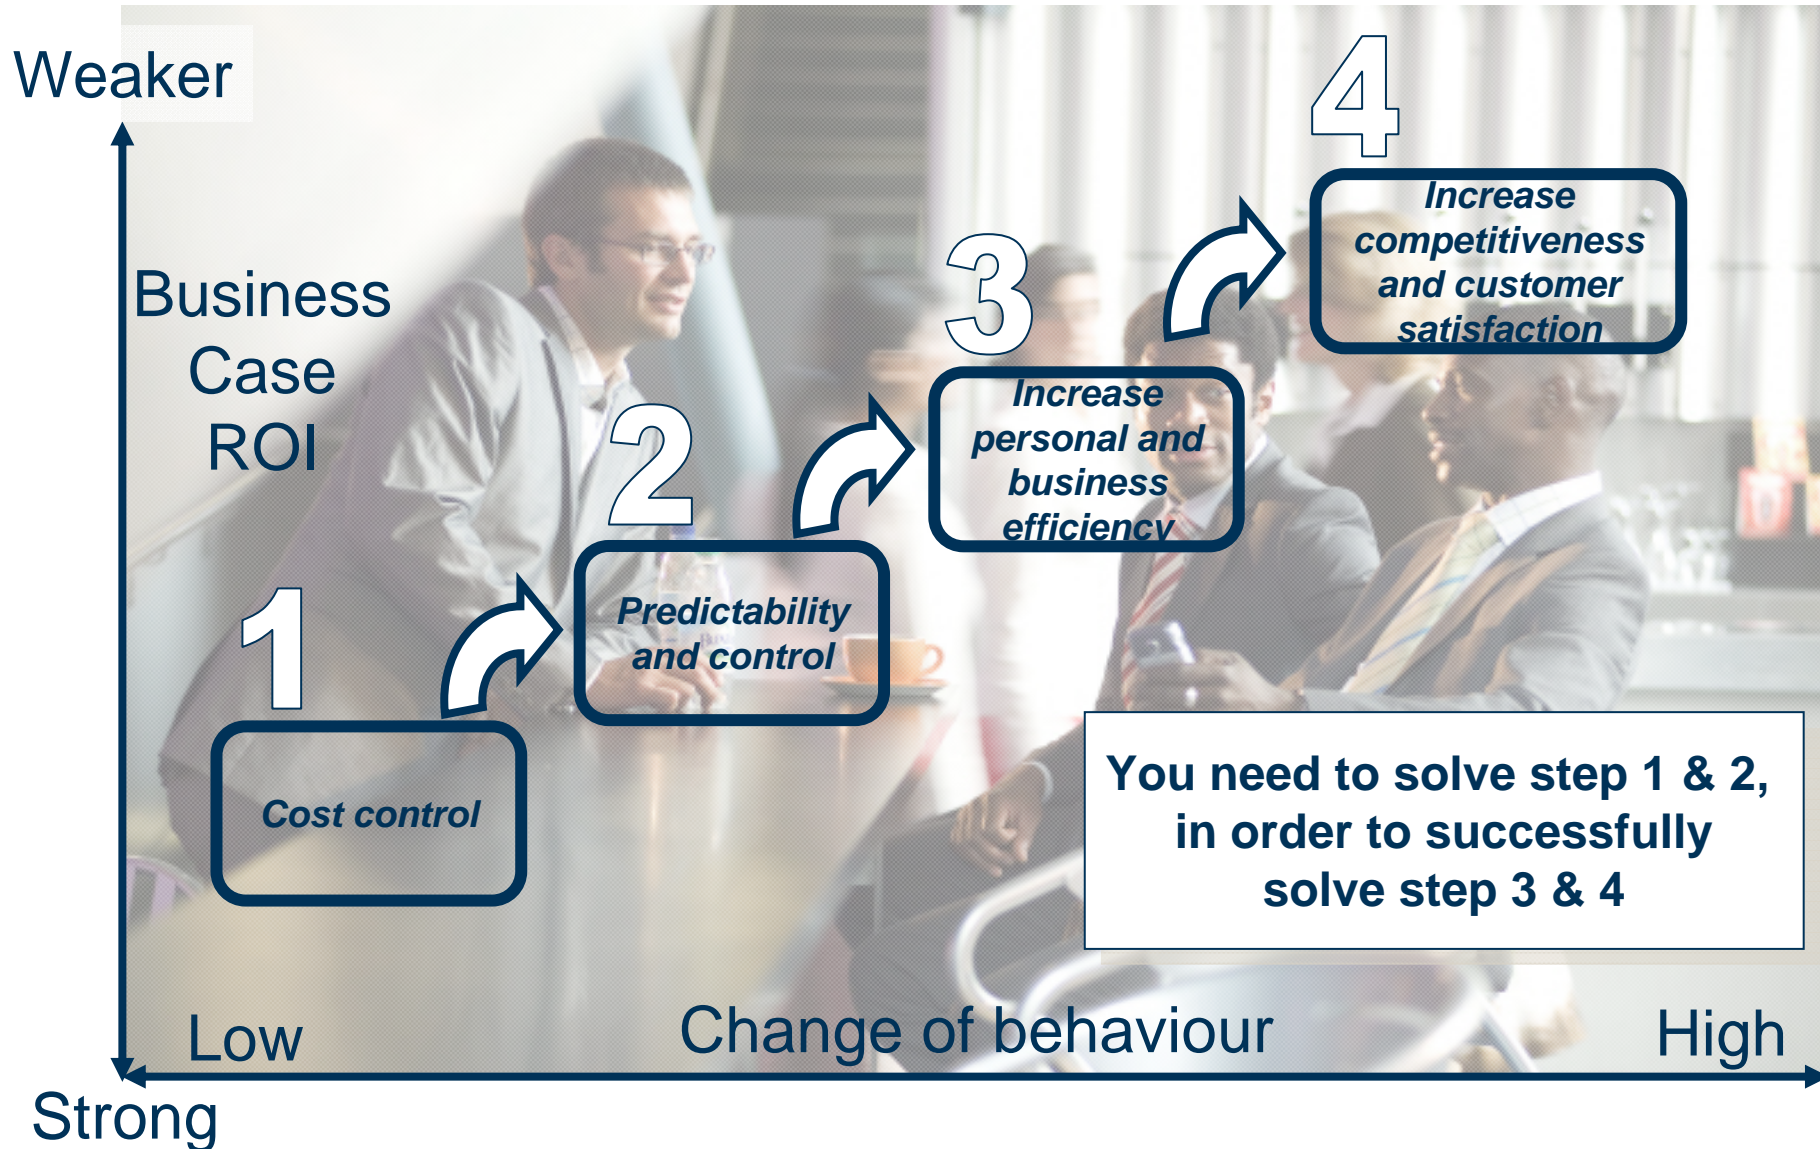 Weaker
Business
Case
ROI
1
Cost control
2
Predictability
and control
3
Increase
personal and
business
efficiency
4
Increase
competitiveness
and customer
satisfaction
You need to solve step 1 & 2,
in order to successfully
solve step 3 & 4
Low
Change of behaviour
High
Strong